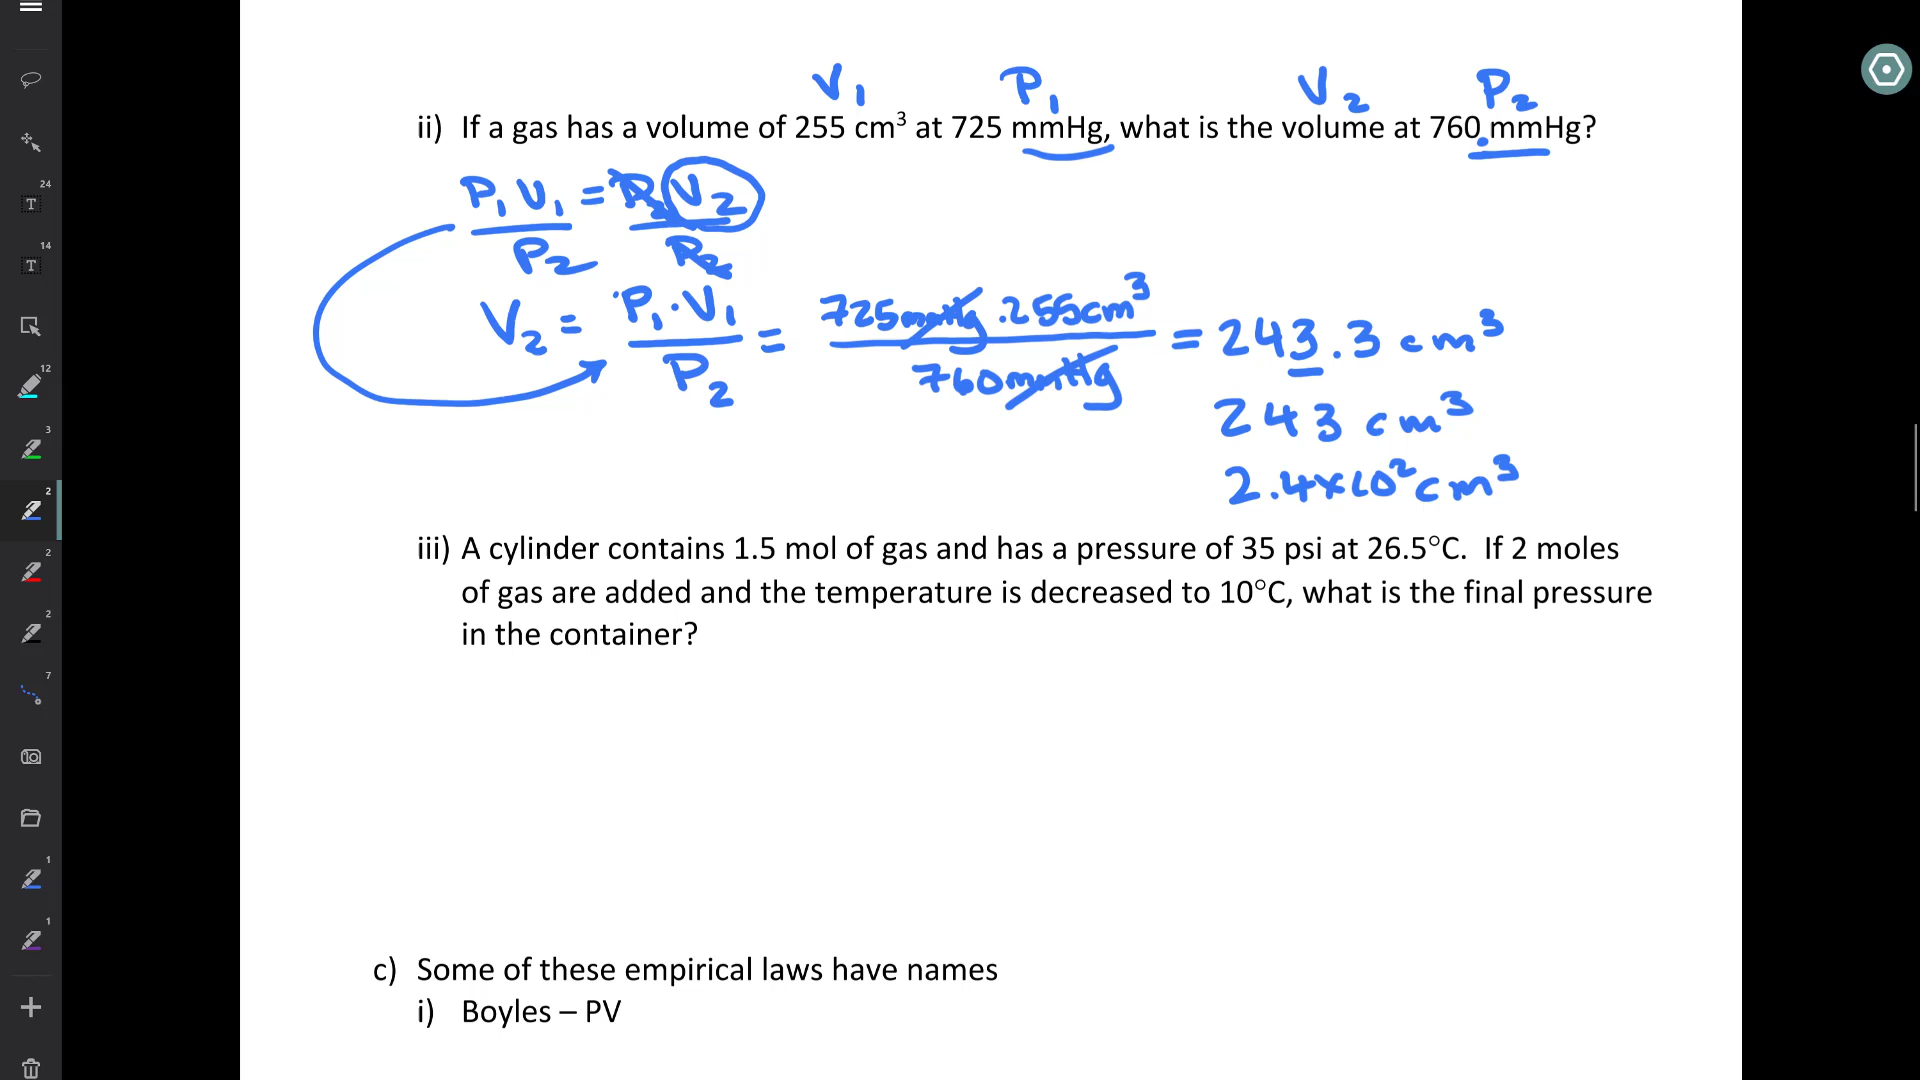 V₁ P₁ V₂ P₂
ii) If a gas has a volume of 255 cm³ at 725 mmHg, what is the volume at 760 mmHg?
P₁V₁ = P₂V₂
P₂ P₂
V₂ = P₁·V₁ / P₂ = 725mmHg · 255cm³ / 760mmHg = 243.3 cm³
243 cm³
2.4×10² cm³
iii) A cylinder contains 1.5 mol of gas and has a pressure of 35 psi at 26.5°C. If 2 moles
of gas are added and the temperature is decreased to 10°C, what is the final pressure
in the container?
c) Some of these empirical laws have names
i) Boyles – PV
24
14
12
3
2
2
2
7
1
1